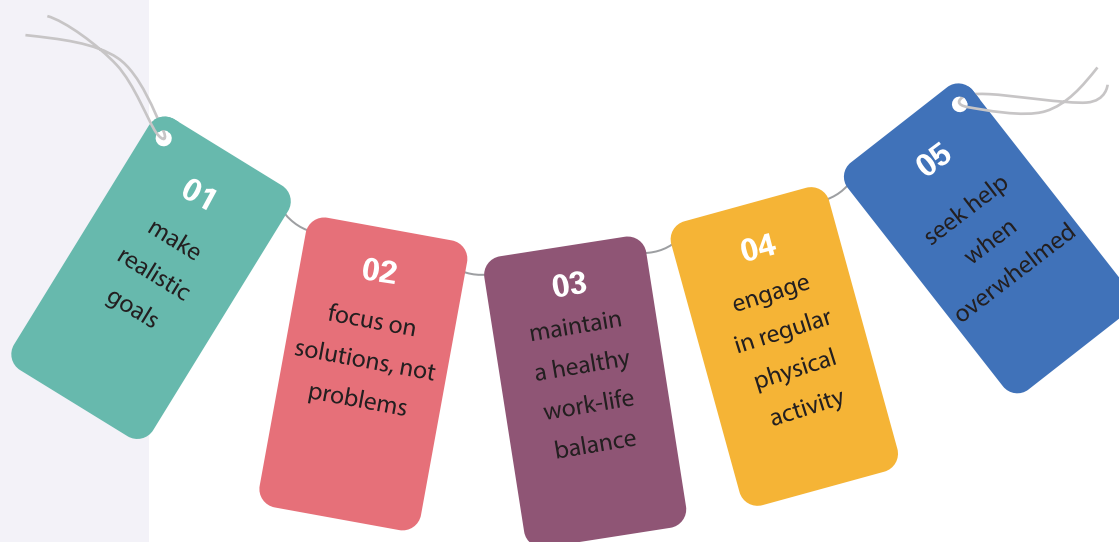 01
make
realistic
goals
02
focus on
solutions, not
problems
03
maintain
a healthy
work-life
balance
04
engage
in regular
physical
activity
05
seek help
when
overwhelmed